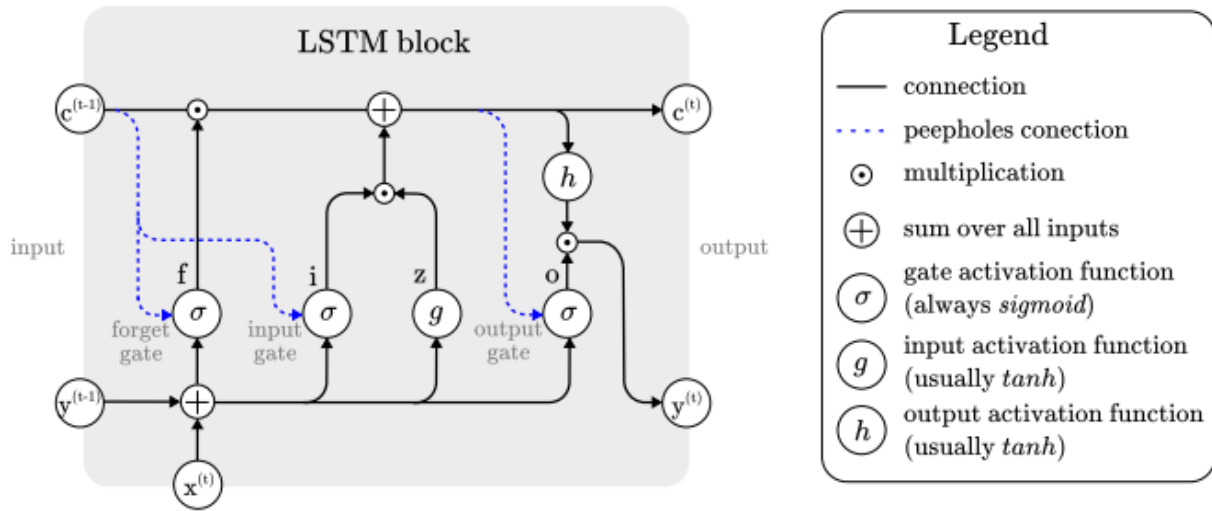 LSTM block
c(t-1)
c(t)
h
input
output
f
i
z
o
σ
σ
g
σ
forget
gate
input
gate
output
gate
y(t-1)
y(t)
x(t)
Legend
connection
peepholes conection
multiplication
sum over all inputs
σ
gate activation function
(always sigmoid)
g
input activation function
(usually tanh)
h
output activation function
(usually tanh)